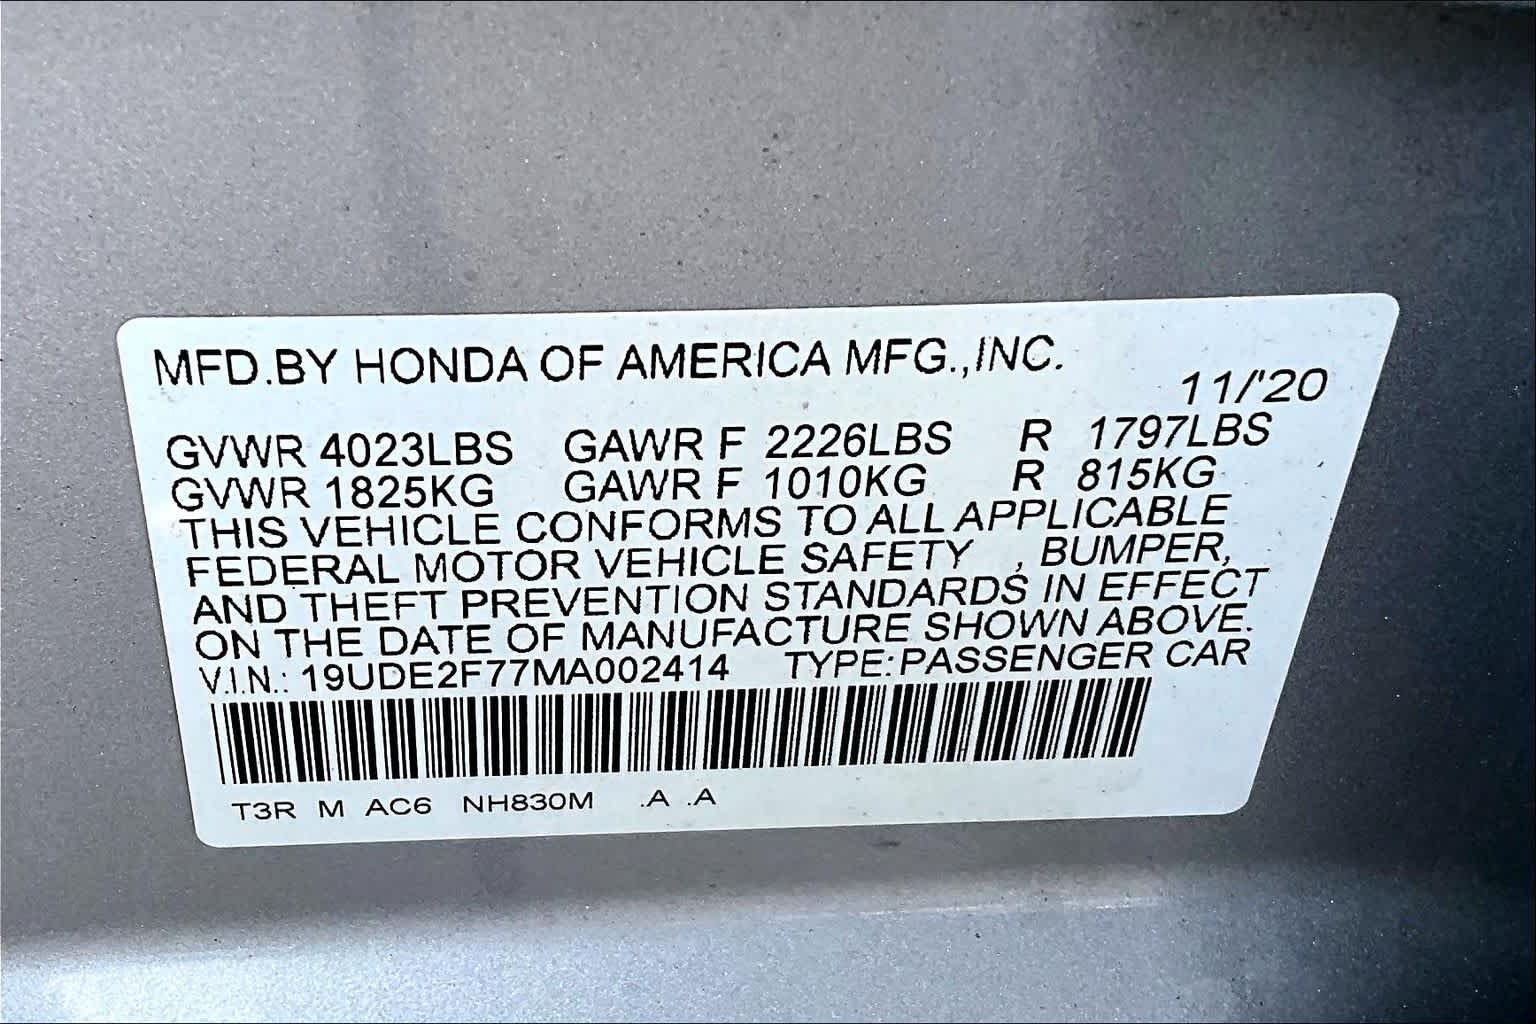 MFD.BY HONDA OF AMERICA MFG.,INC.
11/'20
GVWR 4023LBS GAWR F 2226LBS R 1797LBS
GVWR 1825KG GAWR F 1010KG R 815KG
THIS VEHICLE CONFORMS TO ALL APPLICABLE
FEDERAL MOTOR VEHICLE SAFETY , BUMPER,
AND THEFT PREVENTION STANDARDS IN EFFECT
ON THE DATE OF MANUFACTURE SHOWN ABOVE.
V.I.N.: 19UDE2F77MA002414 TYPE:PASSENGER CAR
T3R M AC6 NH830M .A .A